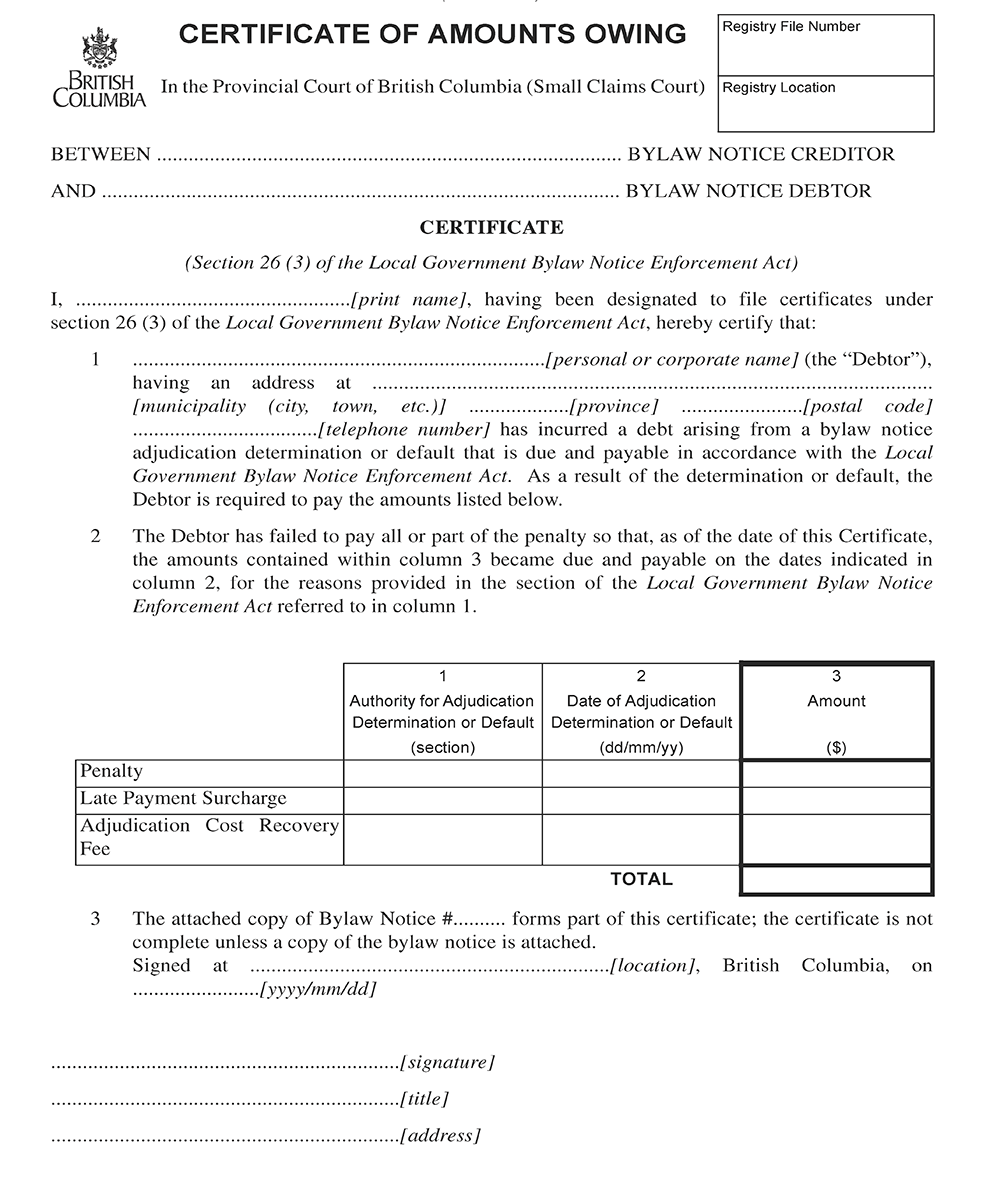 CERTIFICATE OF AMOUNTS OWING
Registry File Number
BRITISH
COLUMBIA
In the Provincial Court of British Columbia (Small Claims Court)
Registry Location
BETWEEN ........................................................................................ BYLAW NOTICE CREDITOR
AND .................................................................................................. BYLAW NOTICE DEBTOR
CERTIFICATE
(Section 26 (3) of the Local Government Bylaw Notice Enforcement Act)
I, ....................................................[print name], having been designated to file certificates under
section 26 (3) of the Local Government Bylaw Notice Enforcement Act, hereby certify that:
1 ..............................................................................[personal or corporate name] (the “Debtor”),
having an address at ...........................................................................................................
[municipality (city, town, etc.)] ...................[province] .......................[postal code]
...................................[telephone number] has incurred a debt arising from a bylaw notice
adjudication determination or default that is due and payable in accordance with the Local
Government Bylaw Notice Enforcement Act. As a result of the determination or default, the
Debtor is required to pay the amounts listed below.
2 The Debtor has failed to pay all or part of the penalty so that, as of the date of this Certificate,
the amounts contained within column 3 became due and payable on the dates indicated in
column 2, for the reasons provided in the section of the Local Government Bylaw Notice
Enforcement Act referred to in column 1.
1
Authority for Adjudication
Determination or Default
(section)
2
Date of Adjudication
Determination or Default
(dd/mm/yy)
3
Amount
($)
Penalty
Late Payment Surcharge
Adjudication Cost Recovery
Fee
TOTAL
3 The attached copy of Bylaw Notice #.......... forms part of this certificate; the certificate is not
complete unless a copy of the bylaw notice is attached.
Signed at ....................................................................[location], British Columbia, on
........................[yyyy/mm/dd]
..................................................................[signature]
..................................................................[title]
..................................................................[address]